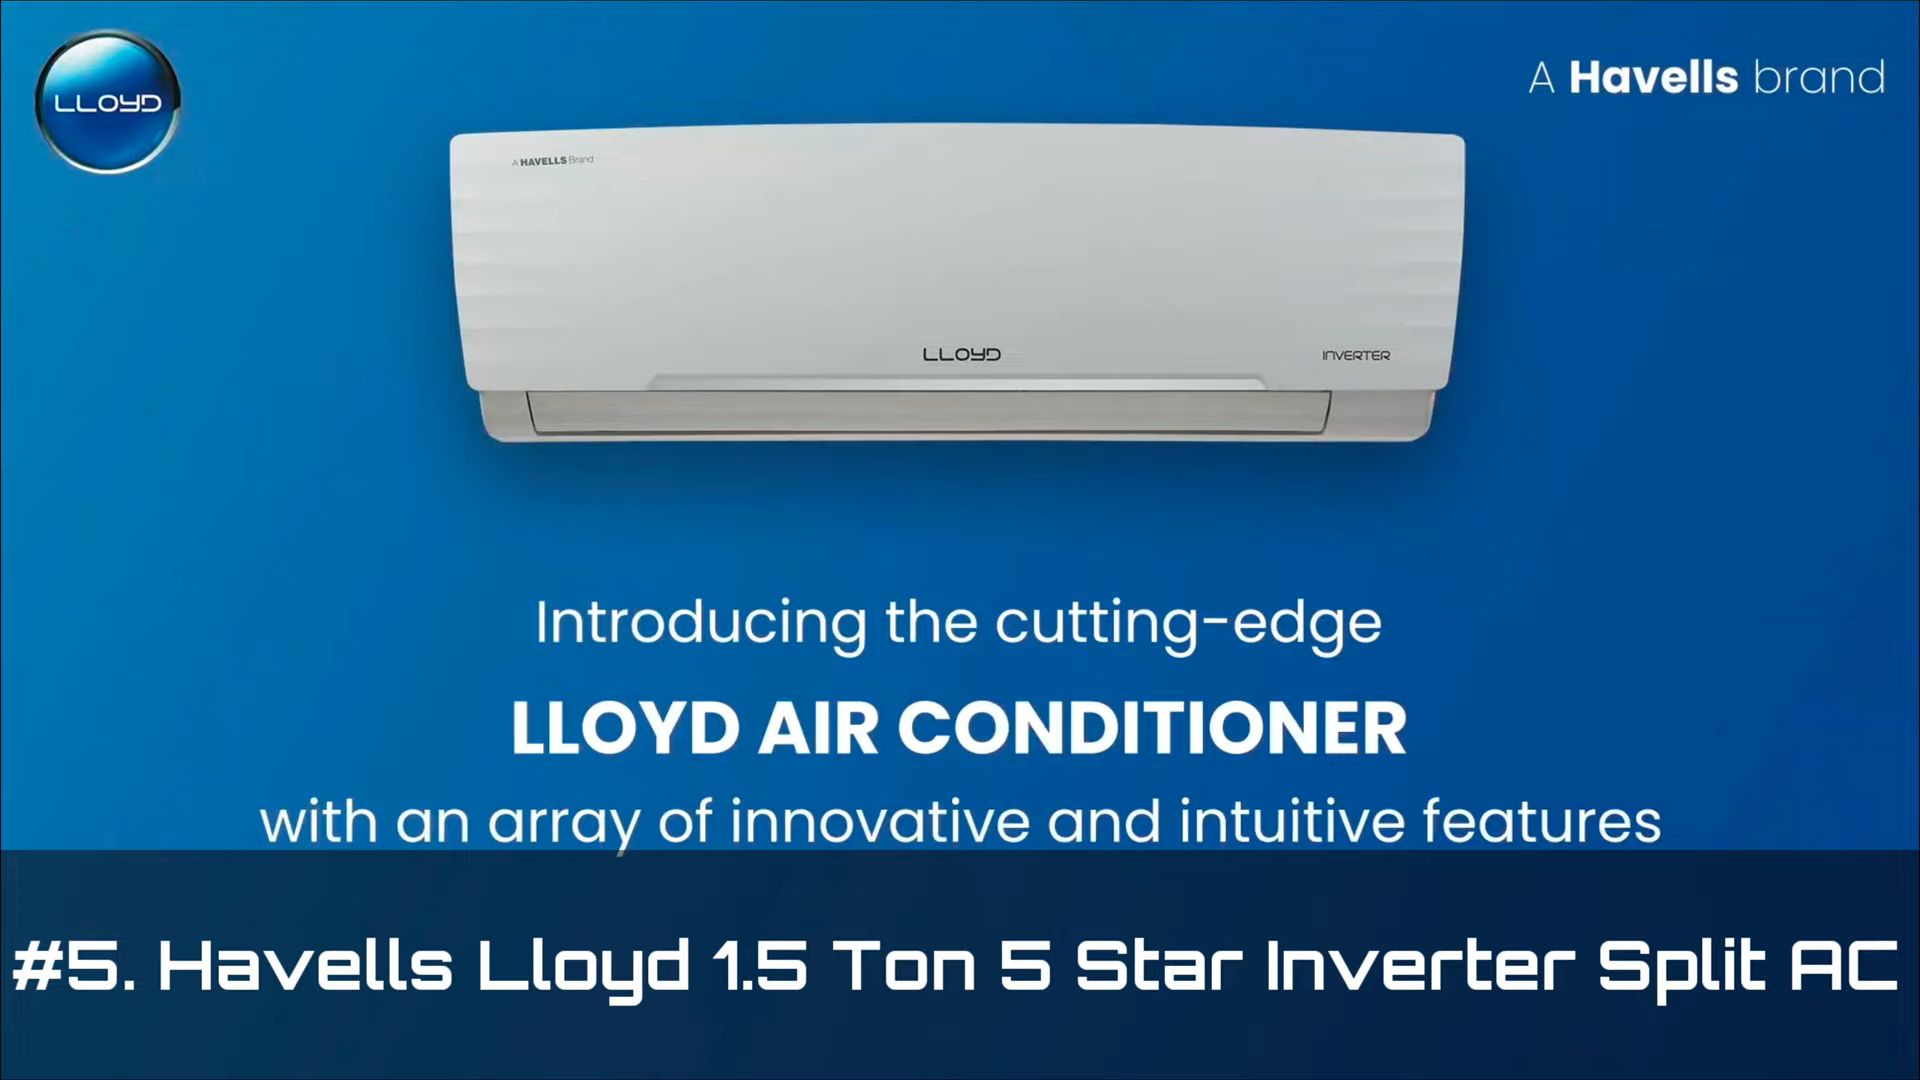 LLOYD
A Havells brand
A HAVELLS Brand
LLOYD
INVERTER
Introducing the cutting-edge
LLOYD AIR CONDITIONER
with an array of innovative and intuitive features
#5. Havells Lloyd 1.5 Ton 5 Star Inverter Split AC